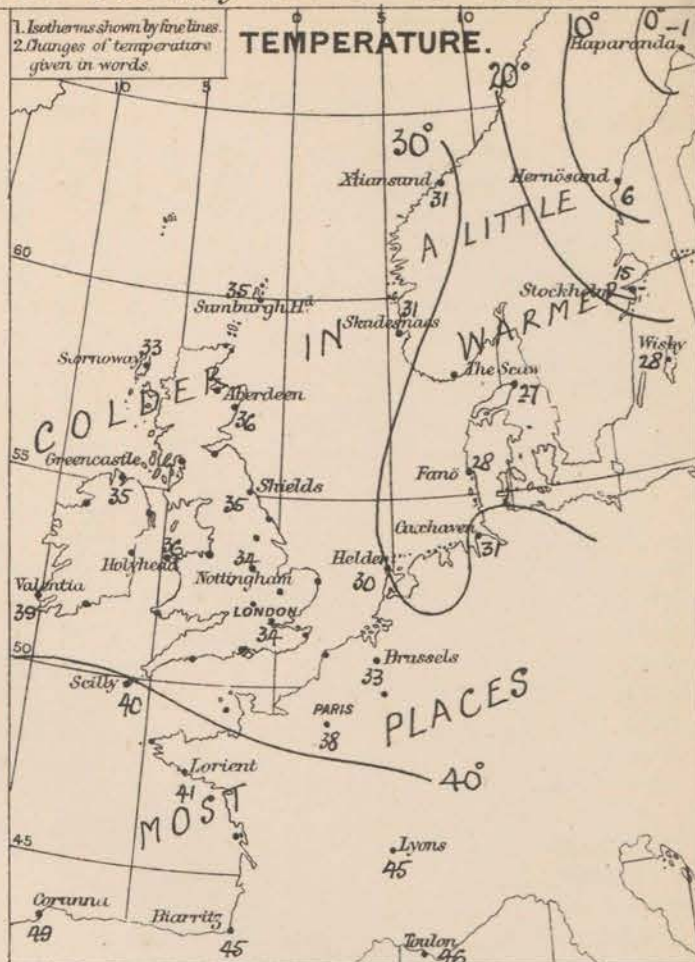 1. Isotherms shown by fine lines.
2. Changes of temperature
given in words.
TEMPERATURE.
10
5
0
5
10
20°
0°
0°
-1
Haparanda
30°
Xtiansund
31
Hernösand
6
A LITTLE
60
35
Sumburgh Hd
Stockholm
15
Skudesnaes
31
IN
WARMER
Wisby
28
33
Sornoway
The Scaw
27
COLDER
Aberdeen
36
55
Greencastle
35
Shields
35
Fanö
28
Cuxhaven
31
36
Holyhead
34
Nottingham
Helder
30
Valentia
39
LONDON
34
50
Scilly
40
Brussels
33
PLACES
PARIS
38
40°
Lorient
41
MOST
45
Lyons
45
Corunna
49
Biarritz
45
Toulon
46